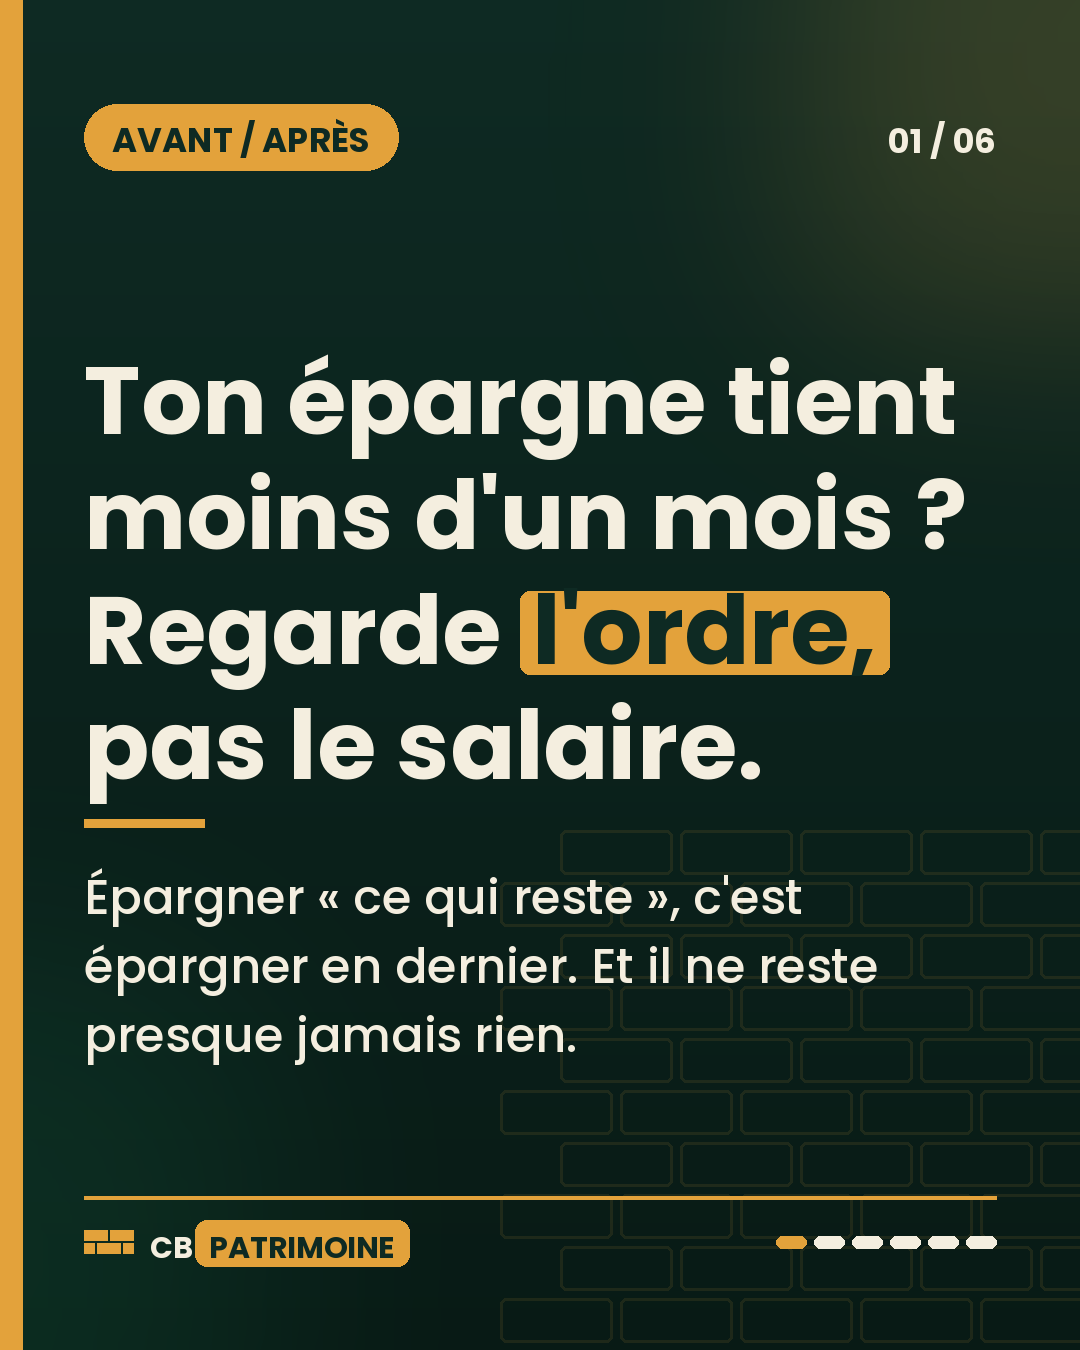 AVANT / APRÈS
01 / 06
Ton épargne tient
moins d'un mois ?
Regarde l'ordre,
pas le salaire.
Épargner « ce qui reste », c'est
épargner en dernier. Et il ne reste
presque jamais rien.
CB PATRIMOINE